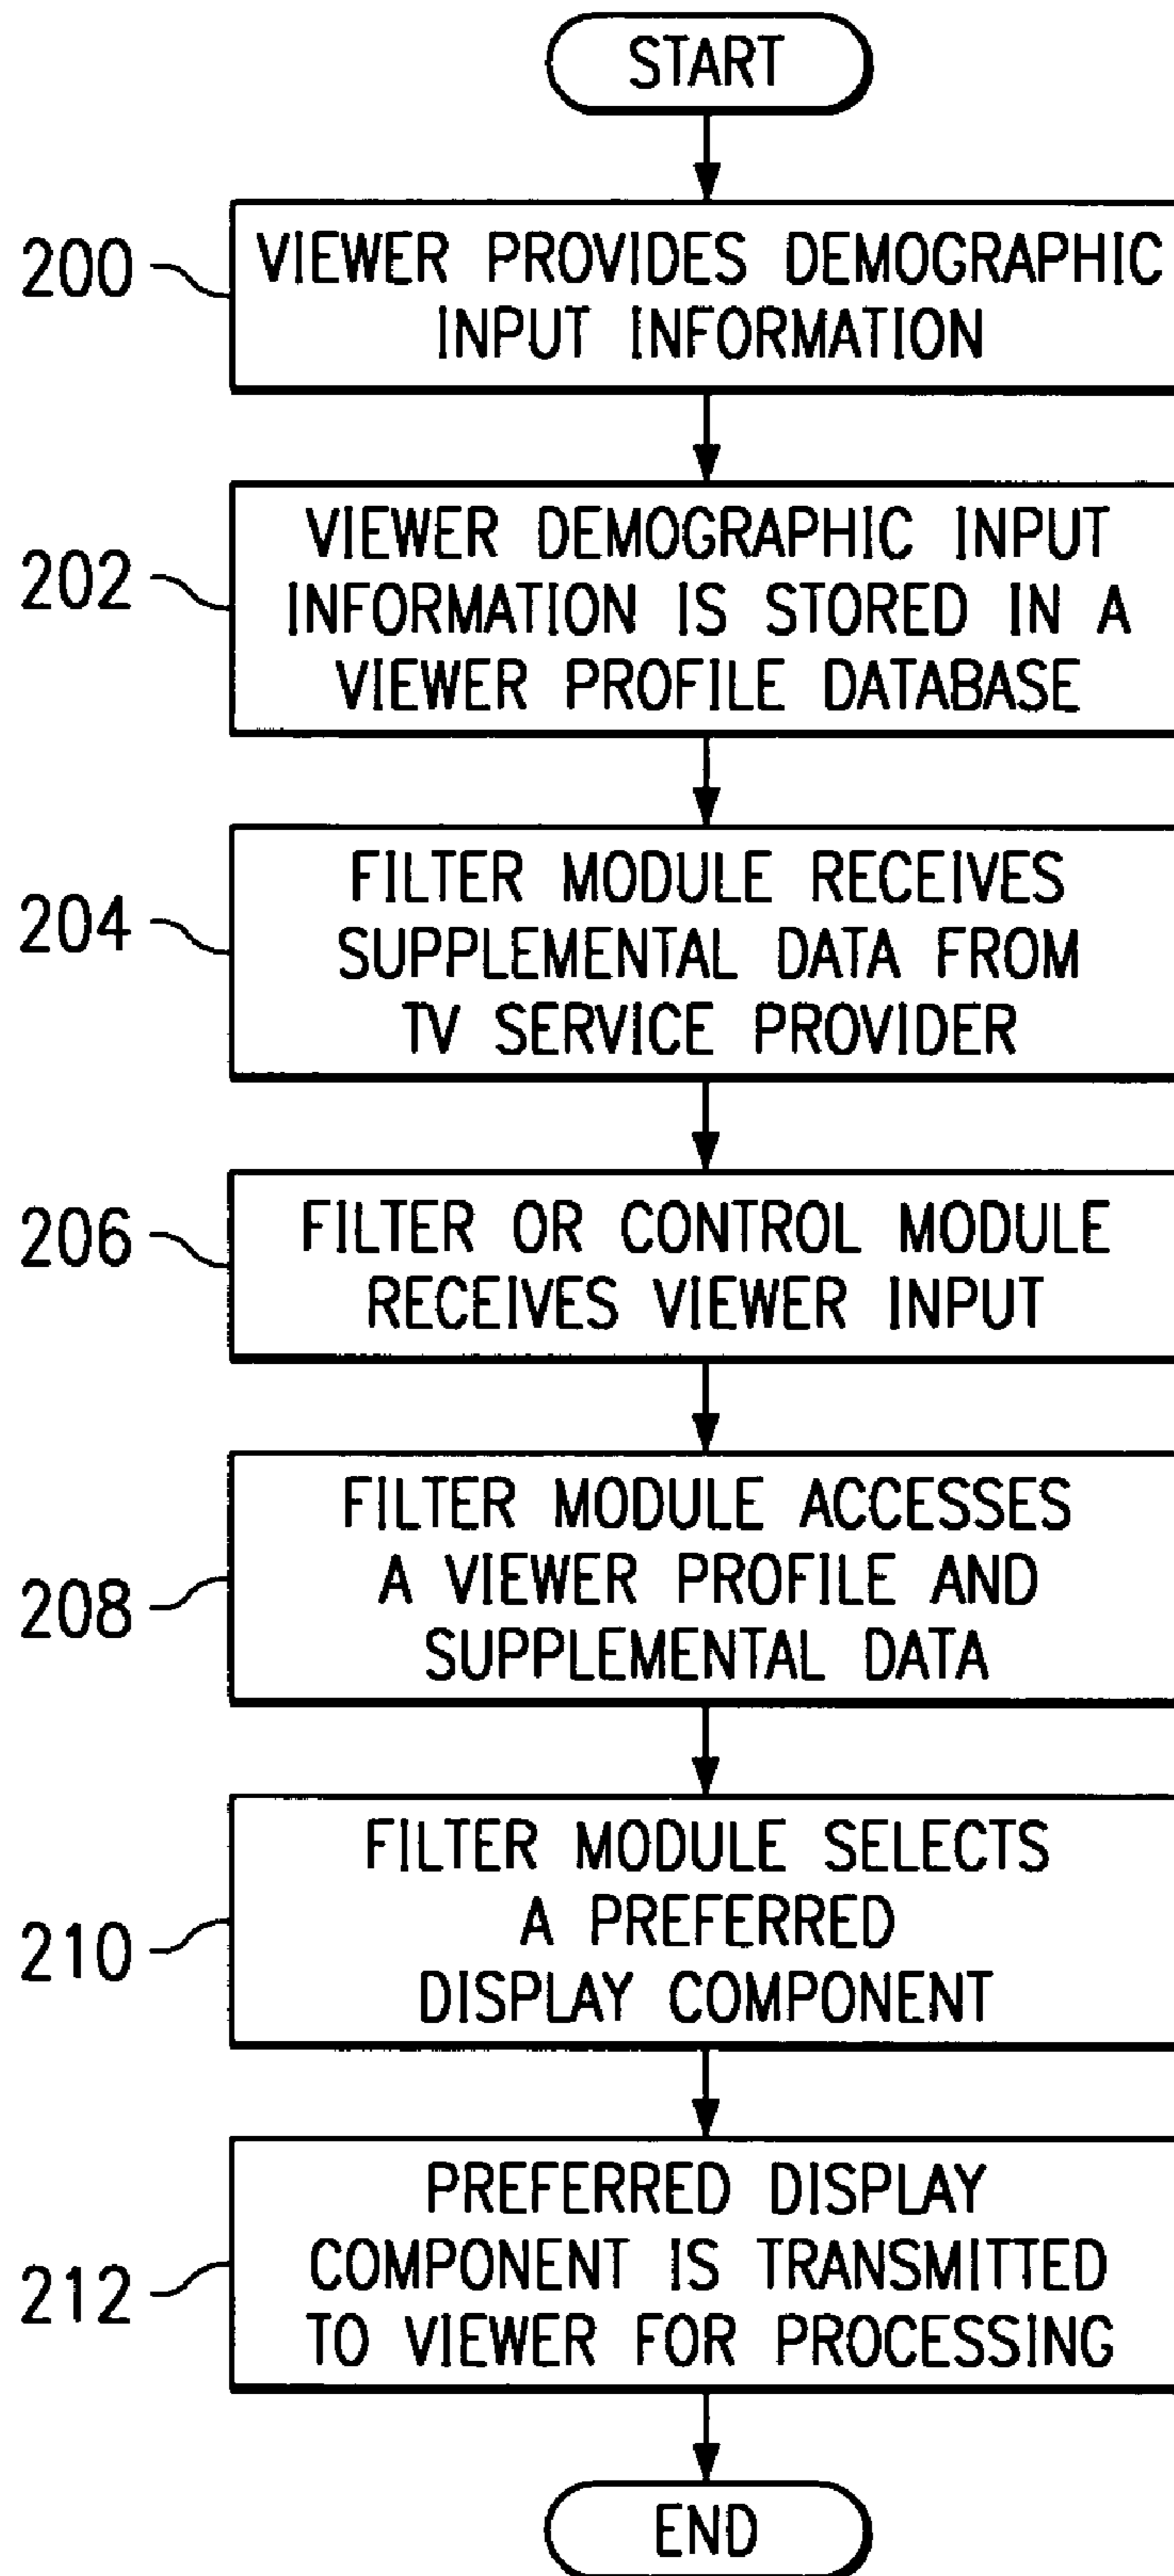 START
200
VIEWER PROVIDES DEMOGRAPHIC
INPUT INFORMATION
202
VIEWER DEMOGRAPHIC INPUT
INFORMATION IS STORED IN A
VIEWER PROFILE DATABASE
204
FILTER MODULE RECEIVES
SUPPLEMENTAL DATA FROM
TV SERVICE PROVIDER
206
FILTER OR CONTROL MODULE
RECEIVES VIEWER INPUT
208
FILTER MODULE ACCESSES
A VIEWER PROFILE AND
SUPPLEMENTAL DATA
210
FILTER MODULE SELECTS
A PREFERRED
DISPLAY COMPONENT
212
PREFERRED DISPLAY
COMPONENT IS TRANSMITTED
TO VIEWER FOR PROCESSING
END